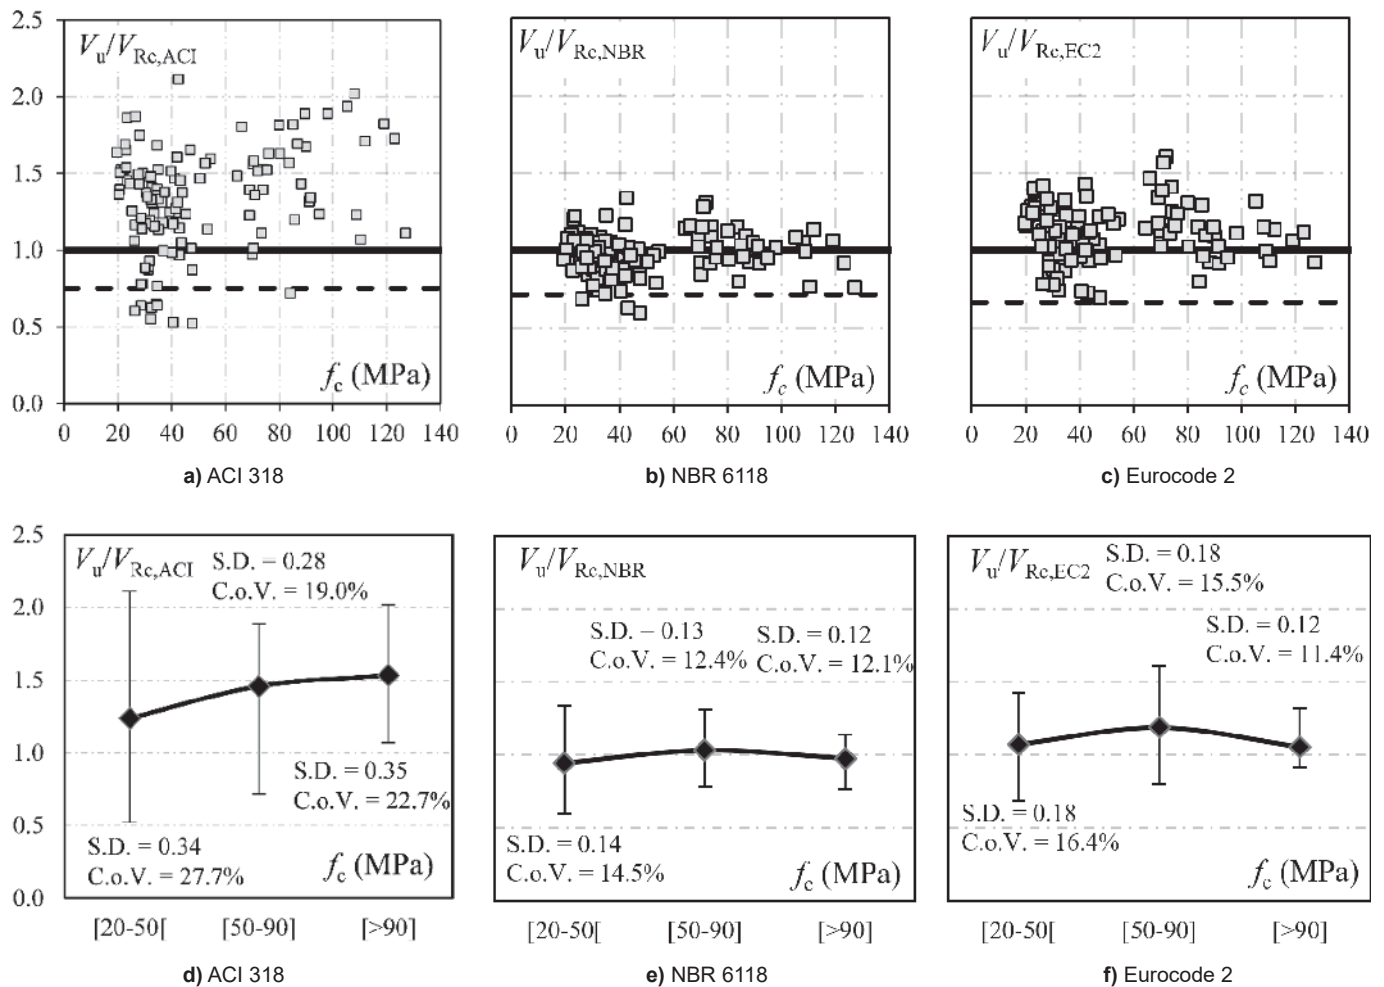 2.5
2.0
1.5
1.0
0.5
0.0
Vu/VRc,ACI
fc (MPa)
0 20 40 60 80 100 120 140
a) ACI 318
Vu/VRc,NBR
fc (MPa)
0 20 40 60 80 100 120 140
b) NBR 6118
Vu/VRc,EC2
fc (MPa)
0 20 40 60 80 100 120 140
c) Eurocode 2
2.5
2.0
1.5
1.0
0.5
0.0
Vu/VRc,ACI
S.D. = 0.28
C.o.V. = 19.0%
S.D. = 0.35
C.o.V. = 22.7%
S.D. = 0.34
C.o.V. = 27.7%
fc (MPa)
[20-50[ [50-90] [>90]
d) ACI 318
Vu/VRc,NBR
S.D. = 0.13
C.o.V. = 12.4%
S.D. = 0.12
C.o.V. = 12.1%
S.D. = 0.14
C.o.V. = 14.5%
fc (MPa)
[20-50[ [50-90] [>90]
e) NBR 6118
Vu/VRc,EC2
S.D. = 0.18
C.o.V. = 15.5%
S.D. = 0.12
C.o.V. = 11.4%
S.D. = 0.18
C.o.V. = 16.4%
fc (MPa)
[20-50[ [50-90] [>90]
f) Eurocode 2